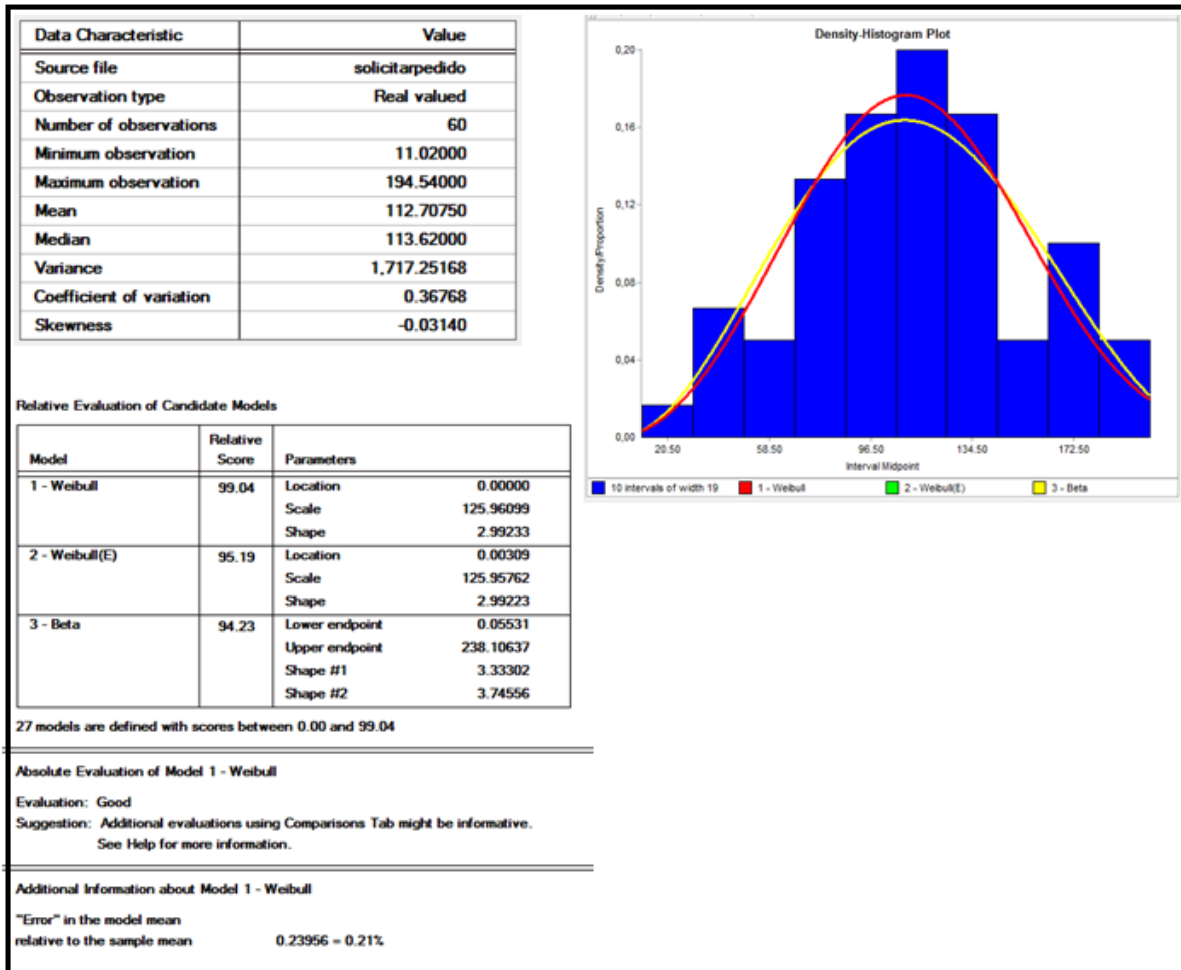 Data Characteristic Value
Source file solicitarpedido
Observation type Real valued
Number of observations 60
Minimum observation 11.02000
Maximum observation 194.54000
Mean 112.70750
Median 113.62000
Variance 1,717.25168
Coefficient of variation 0.36768
Skewness -0.03140
Density-Histogram Plot
0,20
0,16
0,12
0,08
0,04
0,00
Density/Proportion
20.50 58.50 96.50 134.50 172.50
Interval Midpoint
10 intervals of width 19 1 - Weibull 2 - Weibull(E) 3 - Beta
Relative Evaluation of Candidate Models
Model Relative Score Parameters
1 - Weibull 99.04 Location 0.00000
Scale 125.96099
Shape 2.99233
2 - Weibull(E) 95.19 Location 0.00309
Scale 125.95762
Shape 2.99223
3 - Beta 94.23 Lower endpoint 0.05531
Upper endpoint 238.10637
Shape #1 3.33302
Shape #2 3.74556
27 models are defined with scores between 0.00 and 99.04
Absolute Evaluation of Model 1 - Weibull
Evaluation: Good
Suggestion: Additional evaluations using Comparisons Tab might be informative.
See Help for more information.
Additional Information about Model 1 - Weibull
"Error" in the model mean
relative to the sample mean 0.23956 = 0.21%